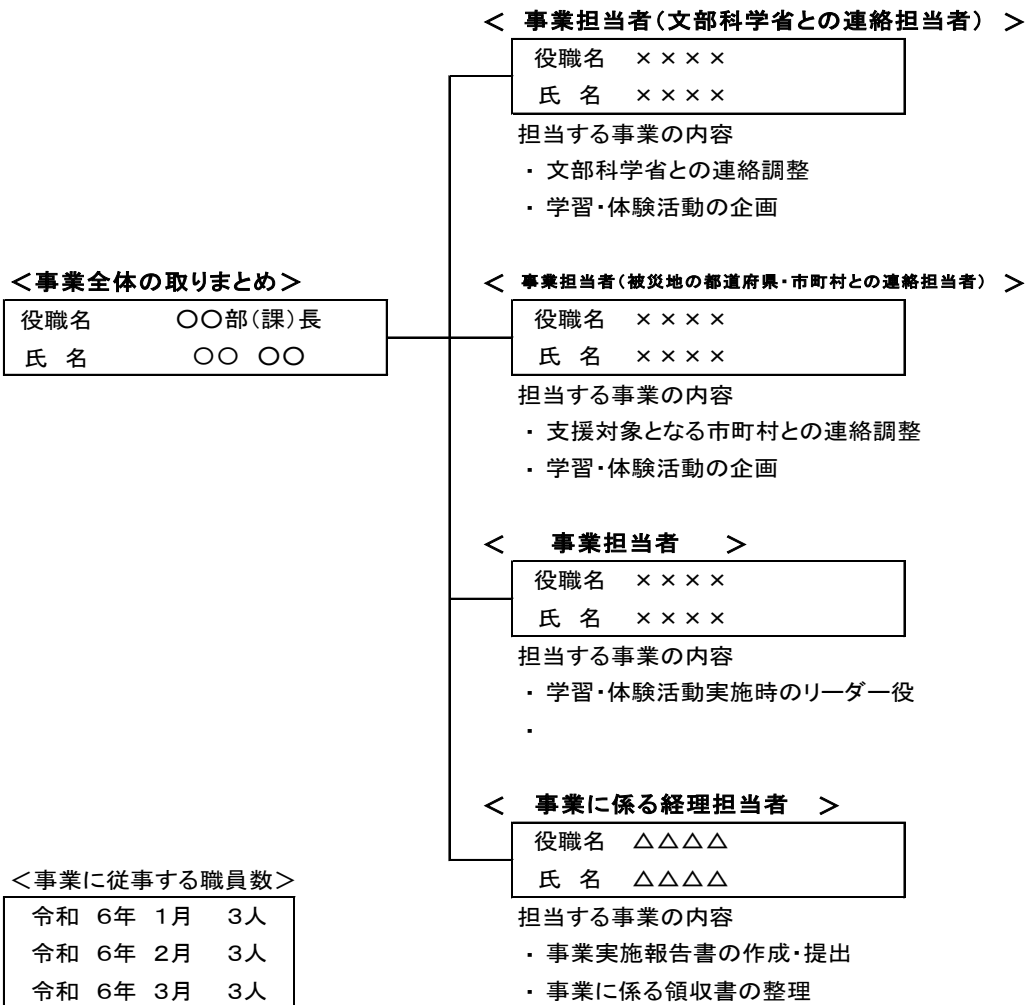 ＜ 事業担当者（文部科学省との連絡担当者） ＞
役職名 ××××
氏 名 ××××
担当する事業の内容
・ 文部科学省との連絡調整
・ 学習・体験活動の企画
＜事業全体の取りまとめ＞
役職名 〇〇部（課）長
氏 名 〇〇 〇〇
＜ 事業担当者（被災地の都道府県・市町村との連絡担当者） ＞
役職名 ××××
氏 名 ××××
担当する事業の内容
・ 支援対象となる市町村との連絡調整
・ 学習・体験活動の企画
＜ 事業担当者 ＞
役職名 ××××
氏 名 ××××
担当する事業の内容
・ 学習・体験活動実施時のリーダー役
・
＜ 事業に係る経理担当者 ＞
役職名 △△△△
氏 名 △△△△
担当する事業の内容
・ 事業実施報告書の作成・提出
・ 事業に係る領収書の整理
＜事業に従事する職員数＞
令和 ６年 １月 ３人
令和 ６年 ２月 ３人
令和 ６年 ３月 ３人